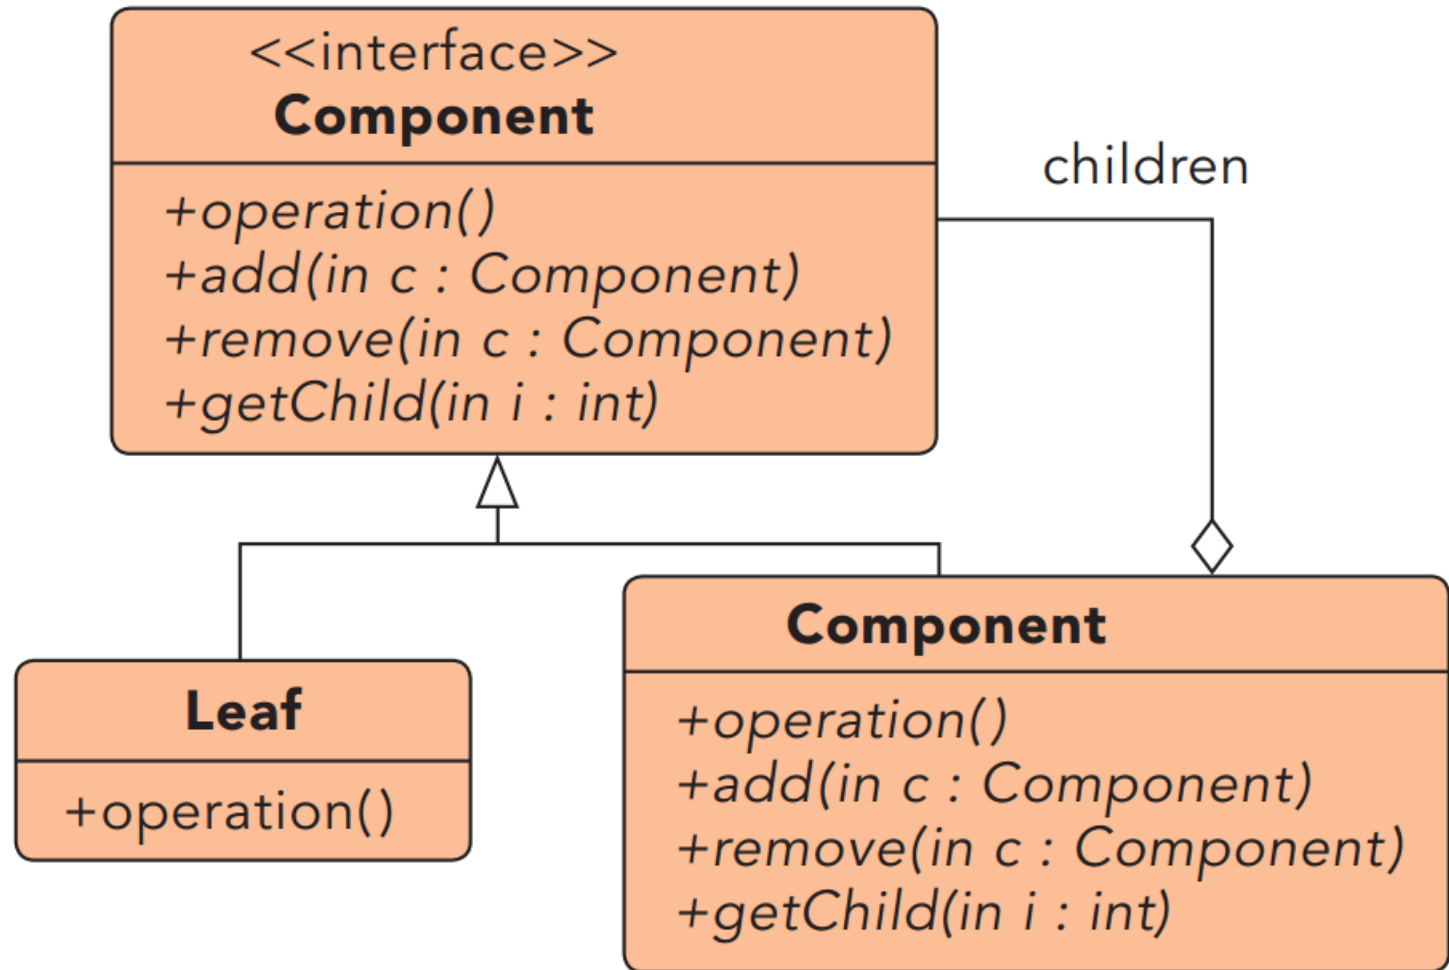 <<interface>>
Component
+operation()
+add(in c : Component)
+remove(in c : Component)
+getChild(in i : int)
children
Leaf
+operation()
Component
+operation()
+add(in c : Component)
+remove(in c : Component)
+getChild(in i : int)